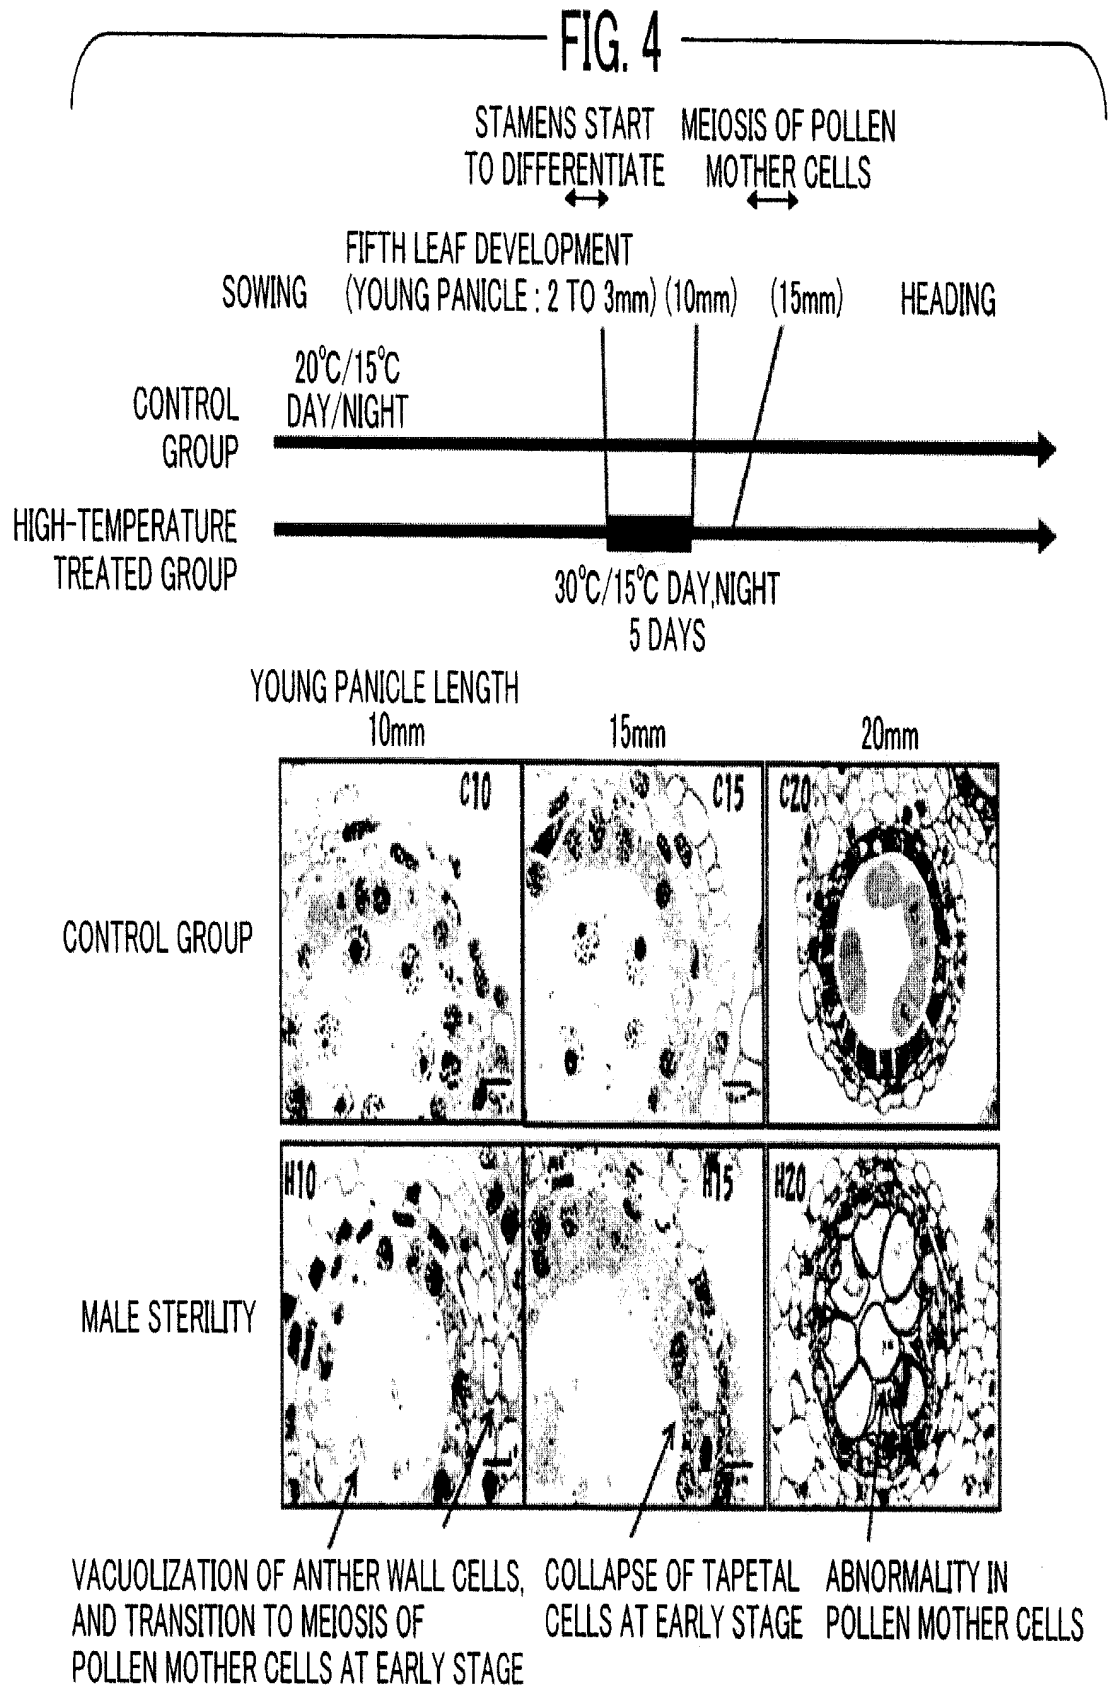 FIG. 4
STAMENS START
TO DIFFERENTIATE
MEIOSIS OF POLLEN
MOTHER CELLS
FIFTH LEAF DEVELOPMENT
SOWING (YOUNG PANICLE : 2 TO 3mm) (10mm) (15mm) HEADING
20°C/15°C
DAY/NIGHT
CONTROL
GROUP
HIGH-TEMPERATURE
TREATED GROUP
30°C/15°C DAY,NIGHT
5 DAYS
YOUNG PANICLE LENGTH
10mm 15mm 20mm
C10 C15 C20
CONTROL GROUP
H10 H15 H20
MALE STERILITY
VACUOLIZATION OF ANTHER WALL CELLS,
AND TRANSITION TO MEIOSIS OF
POLLEN MOTHER CELLS AT EARLY STAGE
COLLAPSE OF TAPETAL
CELLS AT EARLY STAGE
ABNORMALITY IN
POLLEN MOTHER CELLS